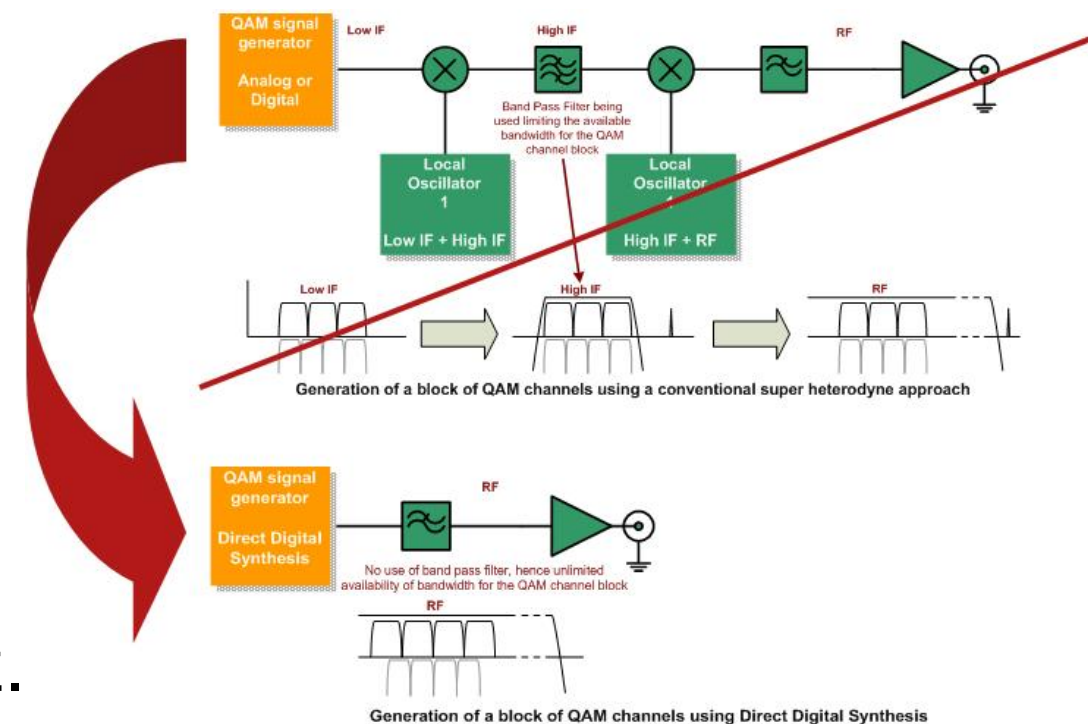 QAM signal
generator
Analog or
Digital
Low IF
High IF
RF
Band Pass Filter being
used limiting the available
bandwidth for the QAM
channel block
Local
Oscillator
1
Low IF + High IF
Local
Oscillator
1
High IF + RF
Low IF
High IF
RF
Generation of a block of QAM channels using a conventional super heterodyne approach
QAM signal
generator
Direct Digital
Synthesis
RF
No use of band pass filter, hence unlimited
availability of bandwidth for the QAM channel block
RF
Generation of a block of QAM channels using Direct Digital Synthesis